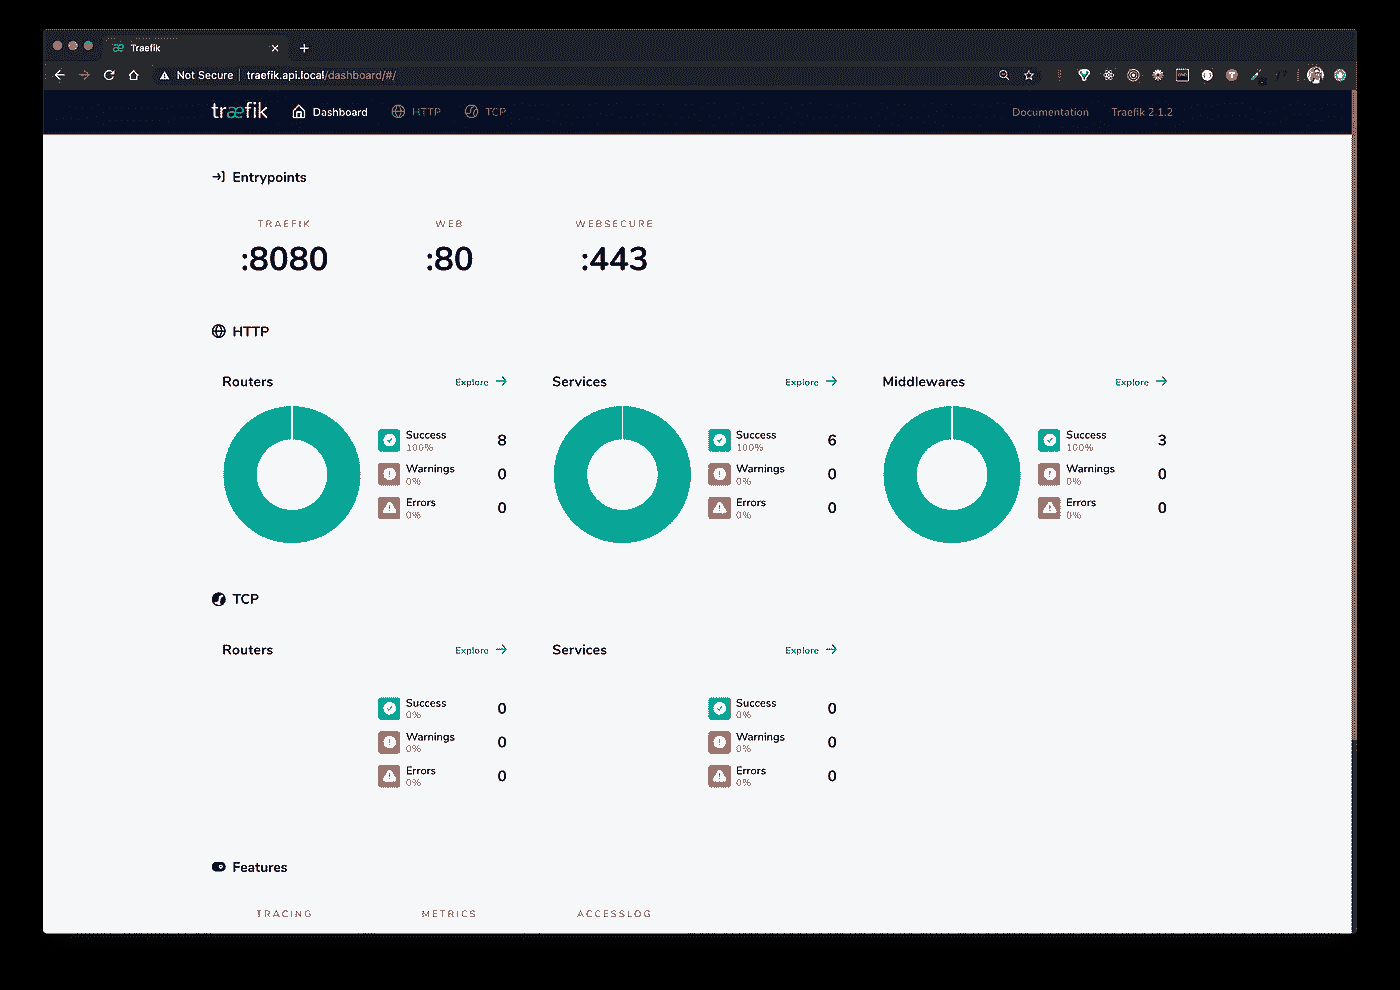 Traefik
Not Secure traefik.api.local/dashboard/#/
træfik Dashboard HTTP TCP Documentation Traefik 2.1.2
Entrypoints
TRAEFIK WEB WEBSECURE
:8080 :80 :443
HTTP
Routers Explore Services Explore Middlewares Explore
Success 8 Success 6 Success 3
100% 100% 100%
Warnings 0 Warnings 0 Warnings 0
0% 0% 0%
Errors 0 Errors 0 Errors 0
0% 0% 0%
TCP
Routers Explore Services Explore
Success 0 Success 0
0% 0%
Warnings 0 Warnings 0
0% 0%
Errors 0 Errors 0
0% 0%
Features
TRACING METRICS ACCESSLOG